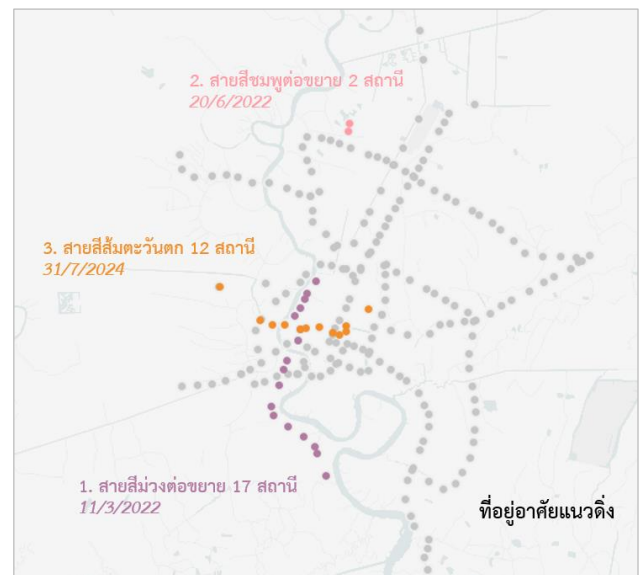 2. สายสีชมพูต่อขยาย 2 สถานี
20/6/2022
3. สายสีส้มตะวันตก 12 สถานี
31/7/2024
1. สายสีม่วงต่อขยาย 17 สถานี
11/3/2022
ที่อยู่อาศัยแนวดิ่ง